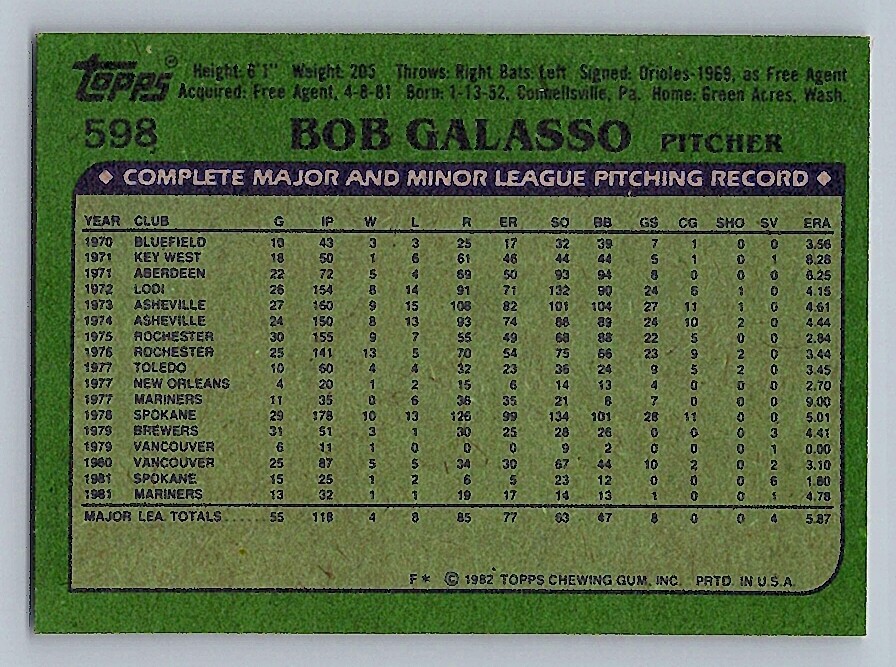 Topps® Height: 6'1" Weight: 205 Throws: Right Bats: Left Signed: Orioles-1969, as Free Agent
Acquired: Free Agent, 4-8-81 Born: 1-13-52, Connellsville, Pa. Home: Green Acres, Wash.
598 BOB GALASSO PITCHER
◆ COMPLETE MAJOR AND MINOR LEAGUE PITCHING RECORD ◆
YEAR CLUB G IP W L R ER SO BB GS CG SHO SV ERA
1970 BLUEFIELD 10 43 3 3 25 17 32 39 7 1 0 0 3.56
1971 KEY WEST 18 50 1 6 61 46 44 44 5 1 0 1 8.28
1971 ABERDEEN 22 72 5 4 69 50 93 94 8 0 0 0 6.25
1972 LODI 26 154 8 14 91 71 132 90 24 6 1 0 4.15
1973 ASHEVILLE 27 160 9 15 106 82 101 104 27 11 1 0 4.61
1974 ASHEVILLE 24 150 8 13 93 74 88 89 24 10 2 0 4.44
1975 ROCHESTER 30 155 9 7 55 49 68 88 22 5 0 0 2.84
1976 ROCHESTER 25 141 13 5 70 54 75 66 23 9 2 0 3.44
1977 TOLEDO 10 60 4 4 32 23 36 24 9 5 2 0 3.45
1977 NEW ORLEANS 4 20 1 2 15 6 14 13 4 0 0 0 2.70
1977 MARINERS 11 35 0 6 36 35 21 8 7 0 0 0 9.00
1978 SPOKANE 29 178 10 13 126 99 134 101 28 11 0 0 5.01
1979 BREWERS 31 51 3 1 30 25 28 26 0 0 0 3 4.41
1979 VANCOUVER 6 11 1 0 0 0 9 2 0 0 0 1 0.00
1980 VANCOUVER 25 87 5 5 34 30 67 44 10 2 0 2 3.10
1981 SPOKANE 15 25 1 2 6 5 23 12 0 0 0 6 1.80
1981 MARINERS 13 32 1 1 19 17 14 13 1 0 0 1 4.78
MAJOR LEA. TOTALS..... 55 118 4 8 85 77 63 47 8 0 0 4 5.87
F* © 1982 TOPPS CHEWING GUM, INC. PRTD. IN U.S.A.